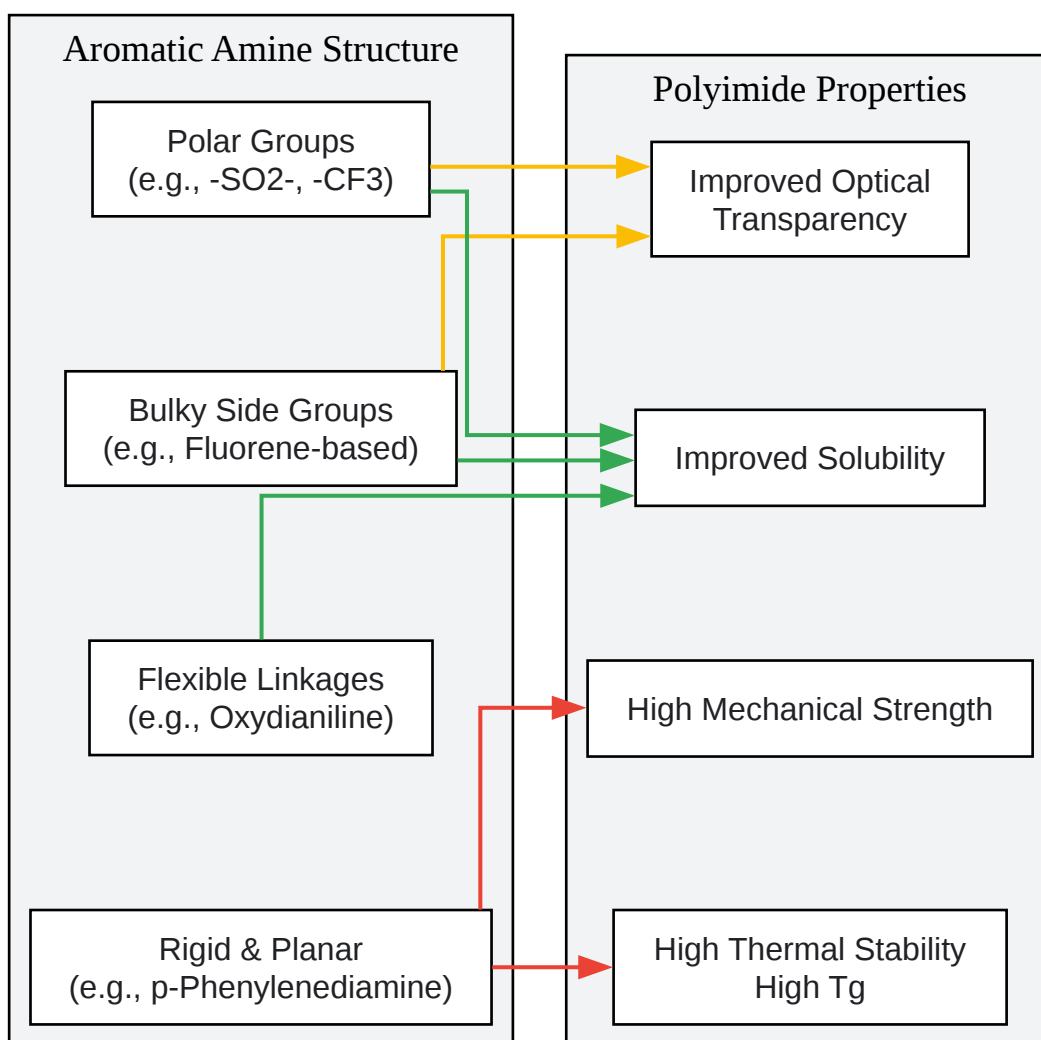 Aromatic Amine Structure
Polar Groups
(e.g., -SO2-, -CF3)
Bulky Side Groups
(e.g., Fluorene-based)
Flexible Linkages
(e.g., Oxydianiline)
Rigid & Planar
(e.g., p-Phenylenediamine)
Polyimide Properties
Improved Optical
Transparency
Improved Solubility
High Mechanical Strength
High Thermal Stability
High Tg